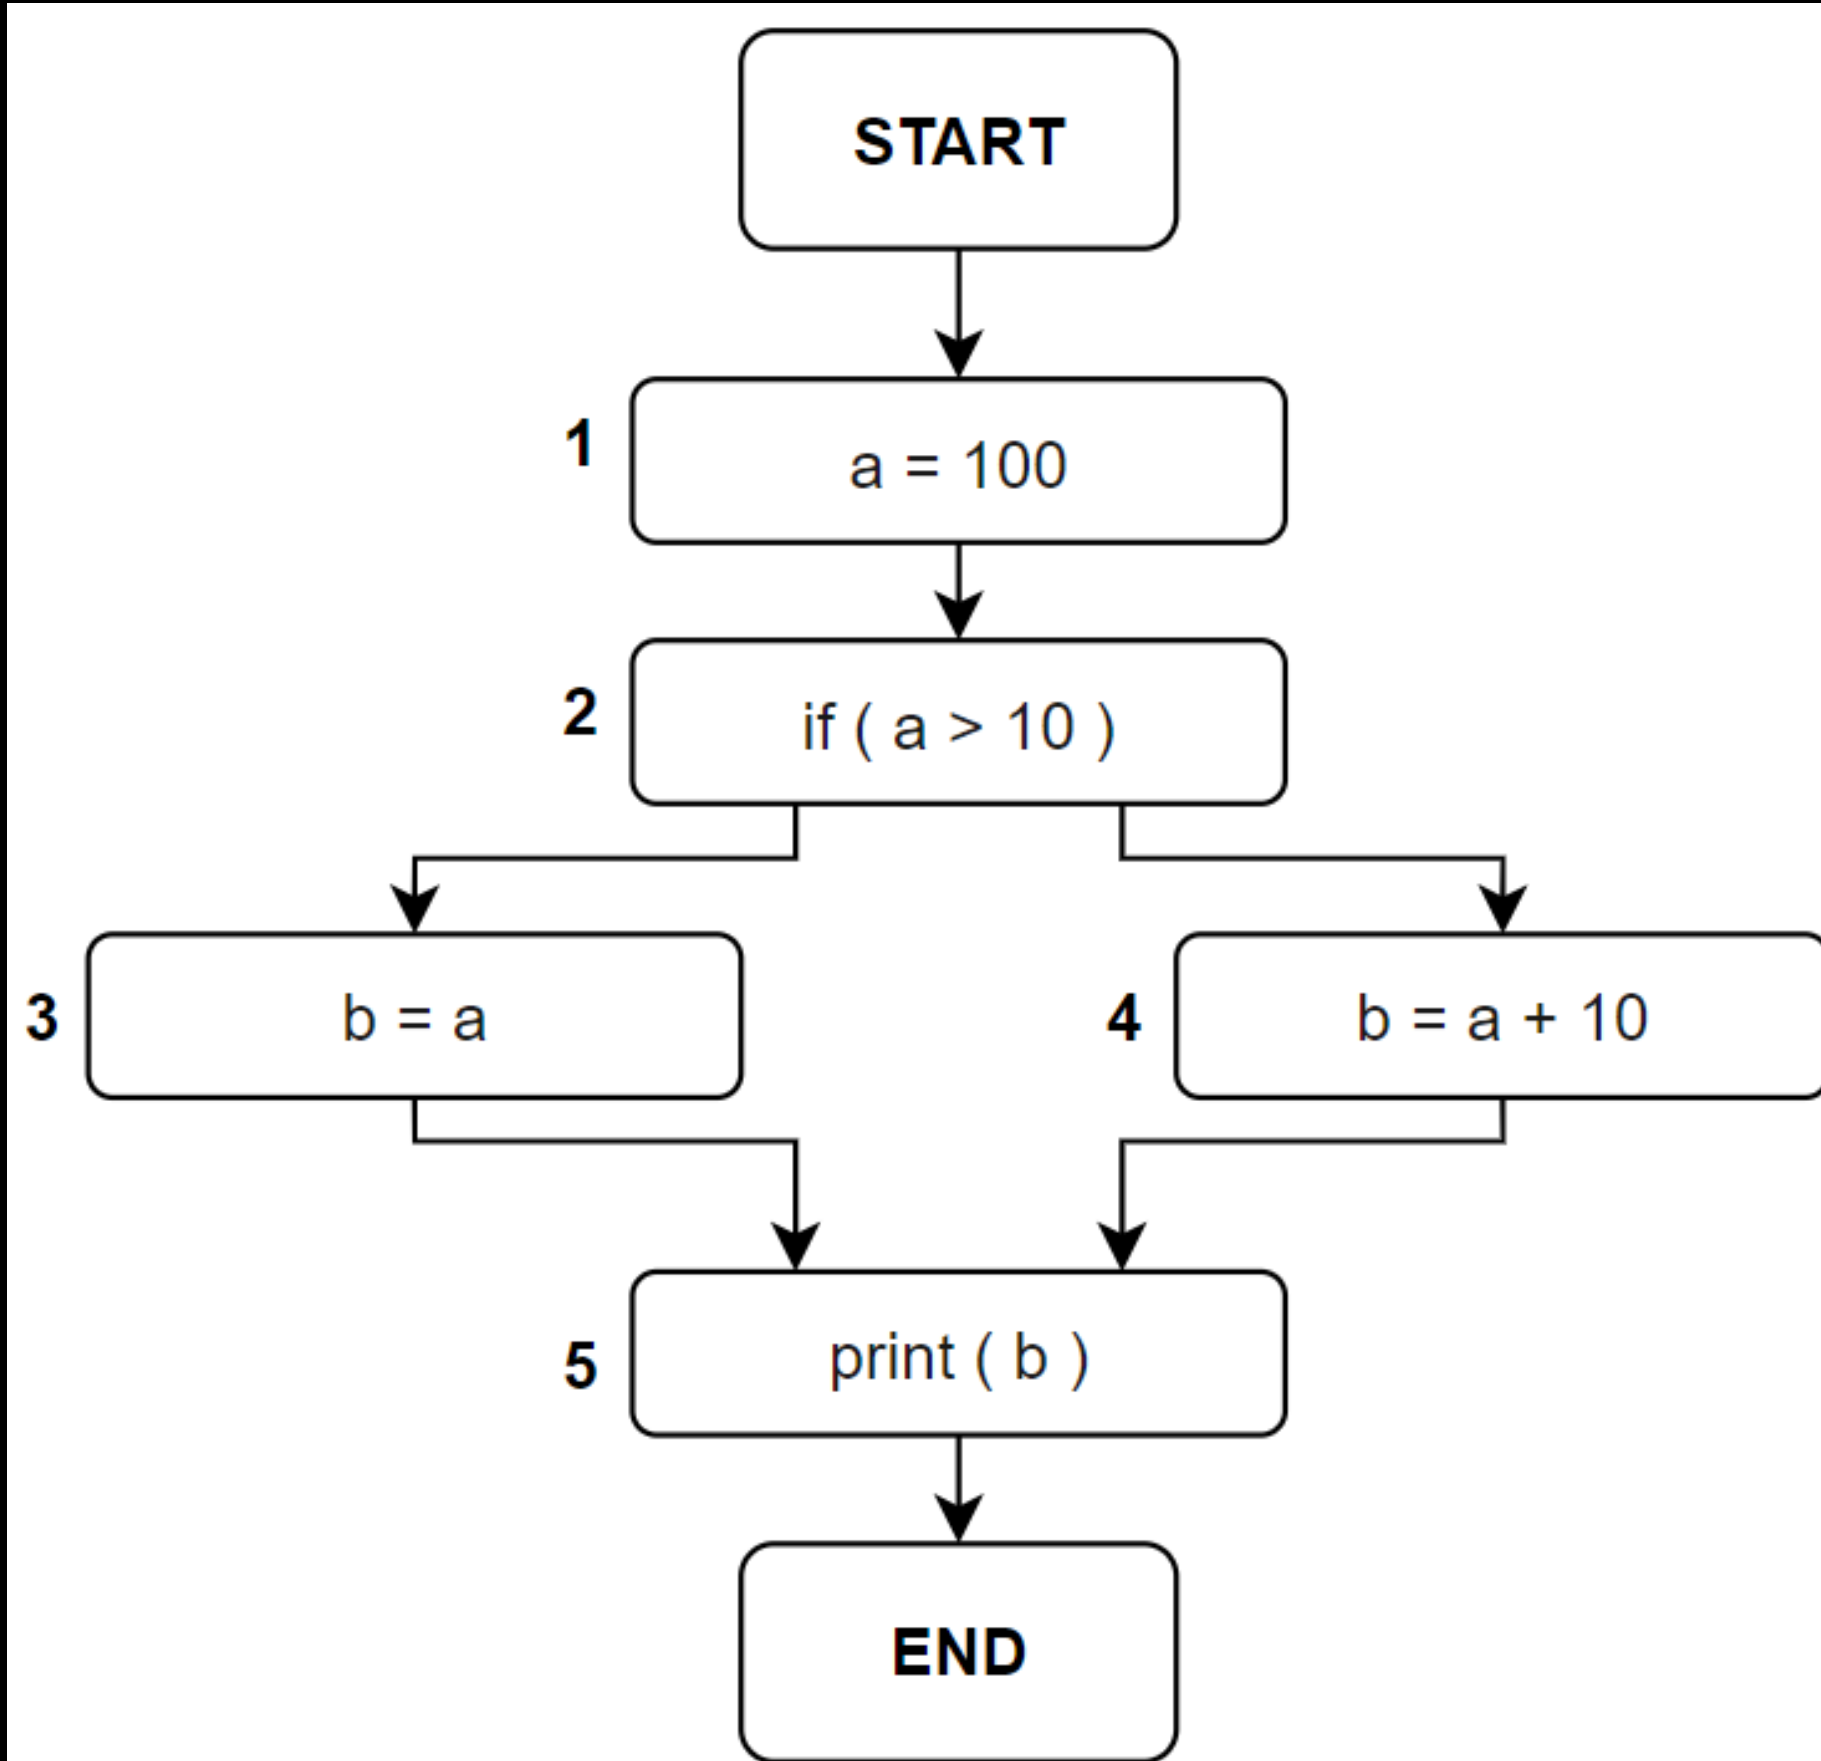 START
1
a = 100
2
if ( a > 10 )
3
b = a
4
b = a + 10
5
print ( b )
END